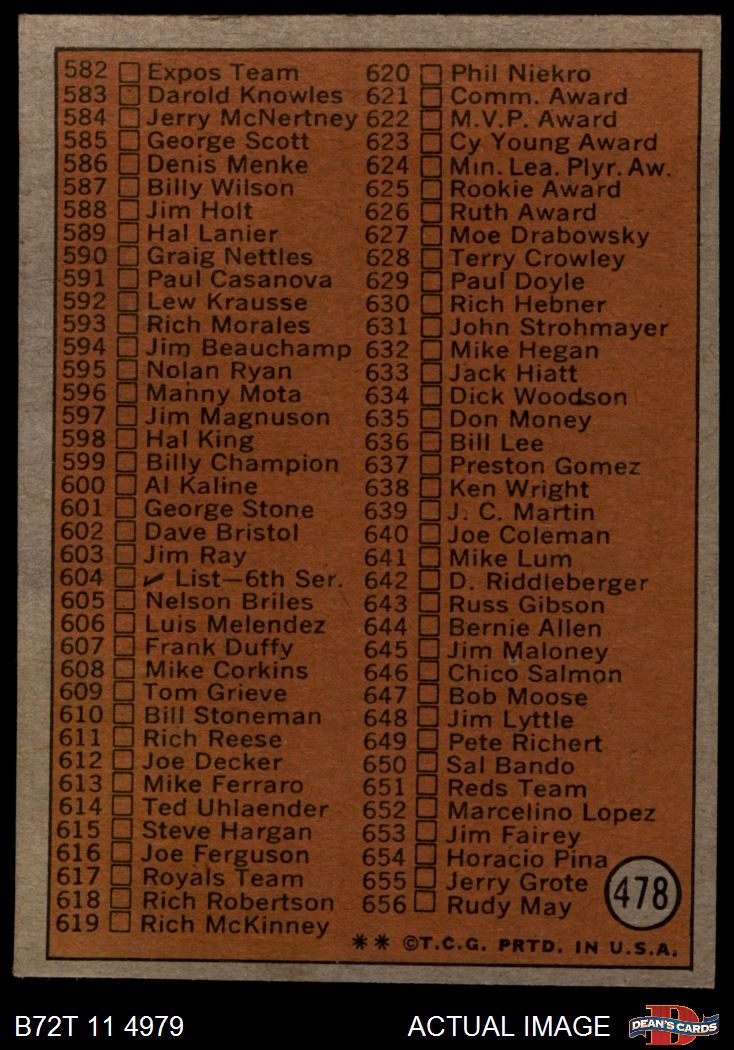 582 Expos Team
583 Darold Knowles
584 Jerry McNertney
585 George Scott
586 Denis Menke
587 Billy Wilson
588 Jim Holt
589 Hal Lanier
590 Graig Nettles
591 Paul Casanova
592 Lew Krausse
593 Rich Morales
594 Jim Beauchamp
595 Nolan Ryan
596 Manny Mota
597 Jim Magnuson
598 Hal King
599 Billy Champion
600 Al Kaline
601 George Stone
602 Dave Bristol
603 Jim Ray
604 ✓ List—6th Ser.
605 Nelson Briles
606 Luis Melendez
607 Frank Duffy
608 Mike Corkins
609 Tom Grieve
610 Bill Stoneman
611 Rich Reese
612 Joe Decker
613 Mike Ferraro
614 Ted Uhlaender
615 Steve Hargan
616 Joe Ferguson
617 Royals Team
618 Rich Robertson
619 Rich McKinney
620 Phil Niekro
621 Comm. Award
622 M.V.P. Award
623 Cy Young Award
624 Min. Lea. Plyr. Aw.
625 Rookie Award
626 Ruth Award
627 Moe Drabowsky
628 Terry Crowley
629 Paul Doyle
630 Rich Hebner
631 John Strohmayer
632 Mike Hegan
633 Jack Hiatt
634 Dick Woodson
635 Don Money
636 Bill Lee
637 Preston Gomez
638 Ken Wright
639 J. C. Martin
640 Joe Coleman
641 Mike Lum
642 D. Riddleberger
643 Russ Gibson
644 Bernie Allen
645 Jim Maloney
646 Chico Salmon
647 Bob Moose
648 Jim Lyttle
649 Pete Richert
650 Sal Bando
651 Reds Team
652 Marcelino Lopez
653 Jim Fairey
654 Horacio Pina
655 Jerry Grote
656 Rudy May
478
** ©T.C.G. PRTD. IN U.S.A.
B72T 11 4979
ACTUAL IMAGE
DEAN'S CARDS